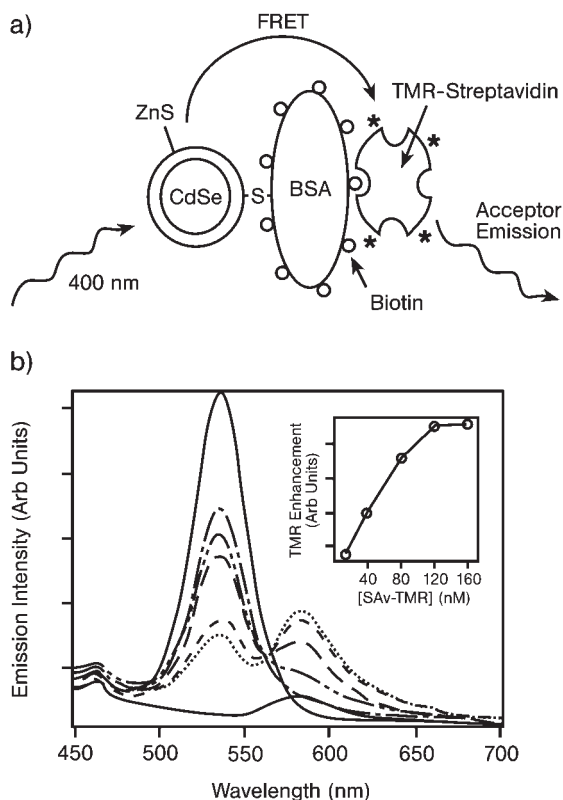 a)
FRET
TMR-Streptavidin
ZnS
* *
CdSe
-S-
BSA
Acceptor
Emission
* *
400 nm
Biotin
b)
Emission Intensity (Arb Units)
TMR Enhancement
(Arb Units)
40 80 120 160
[SAv-TMR] (nM)
450 500 550 600 650 700
Wavelength (nm)